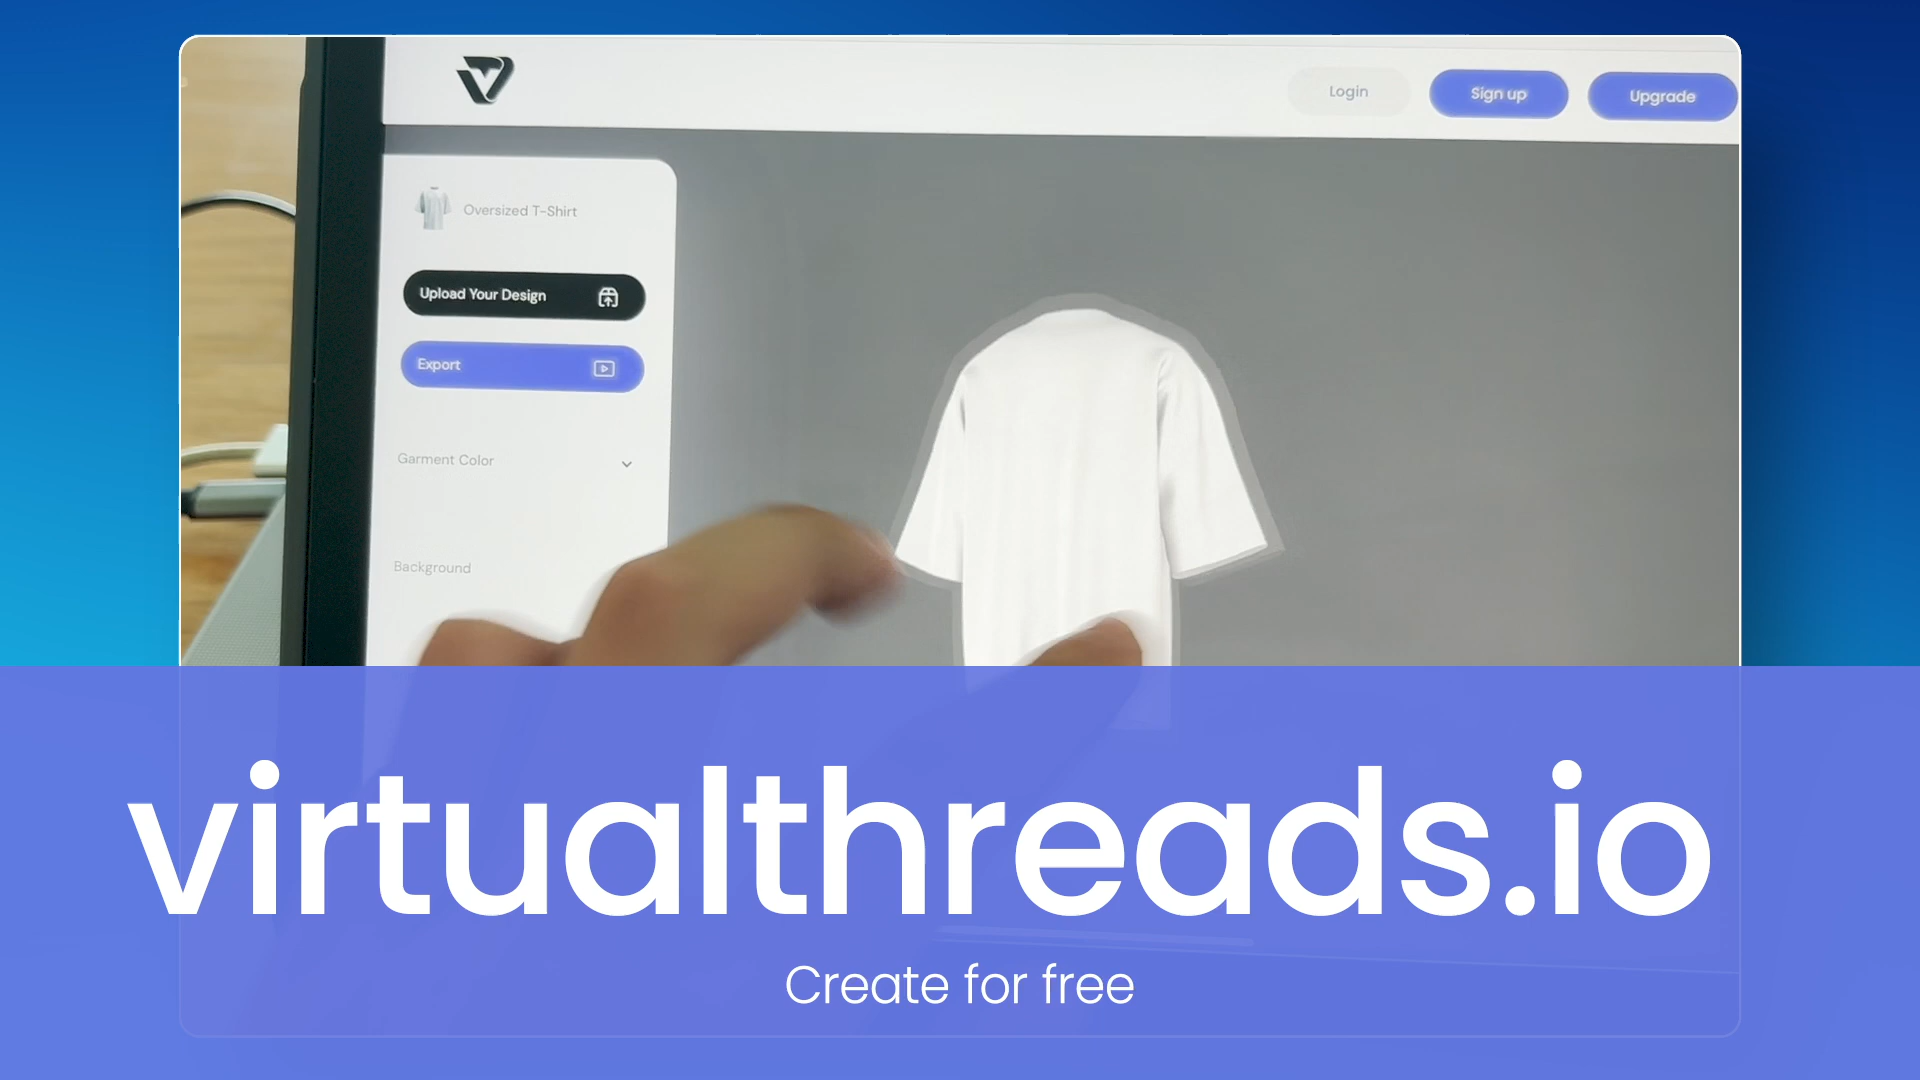 Login
Sign up
Upgrade
Oversized T-Shirt
Upload Your Design
Export
Garment Color
Background
virtualthreads.io
Create for free